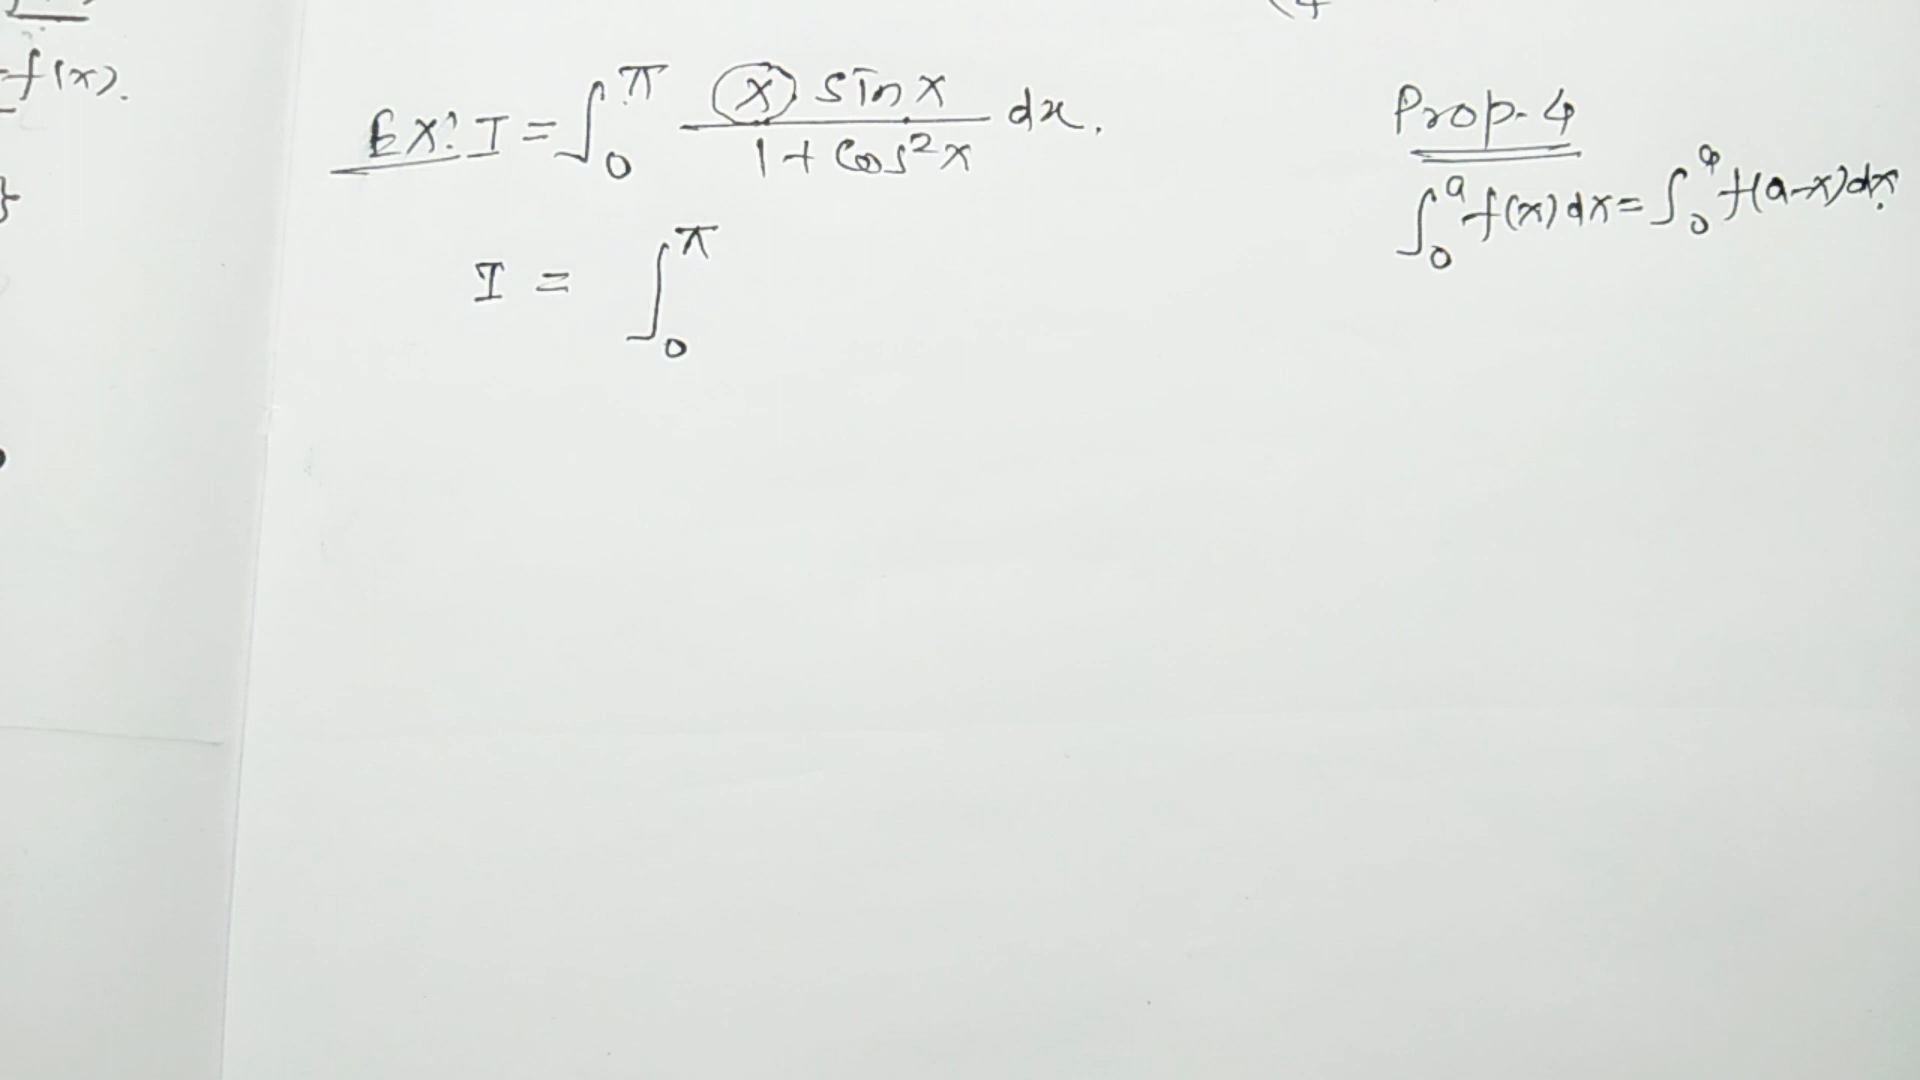 f(x).
Ex: I = ∫₀^π (x) sin x / 1 + cos²x dx.
I = ∫₀^π
Prop-4
∫₀^a f(x) dx = ∫₀^a f(a-x) dx.